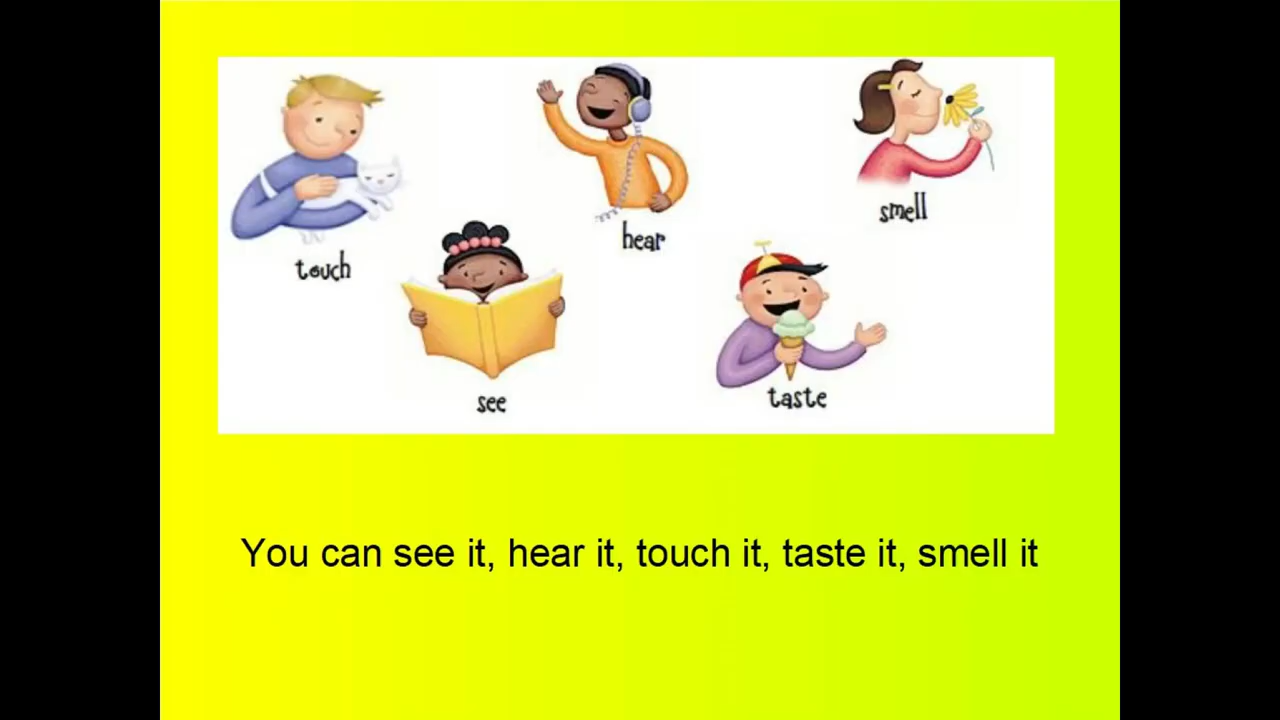 smell
hear
touch
taste
see
You can see it, hear it, touch it, taste it, smell it